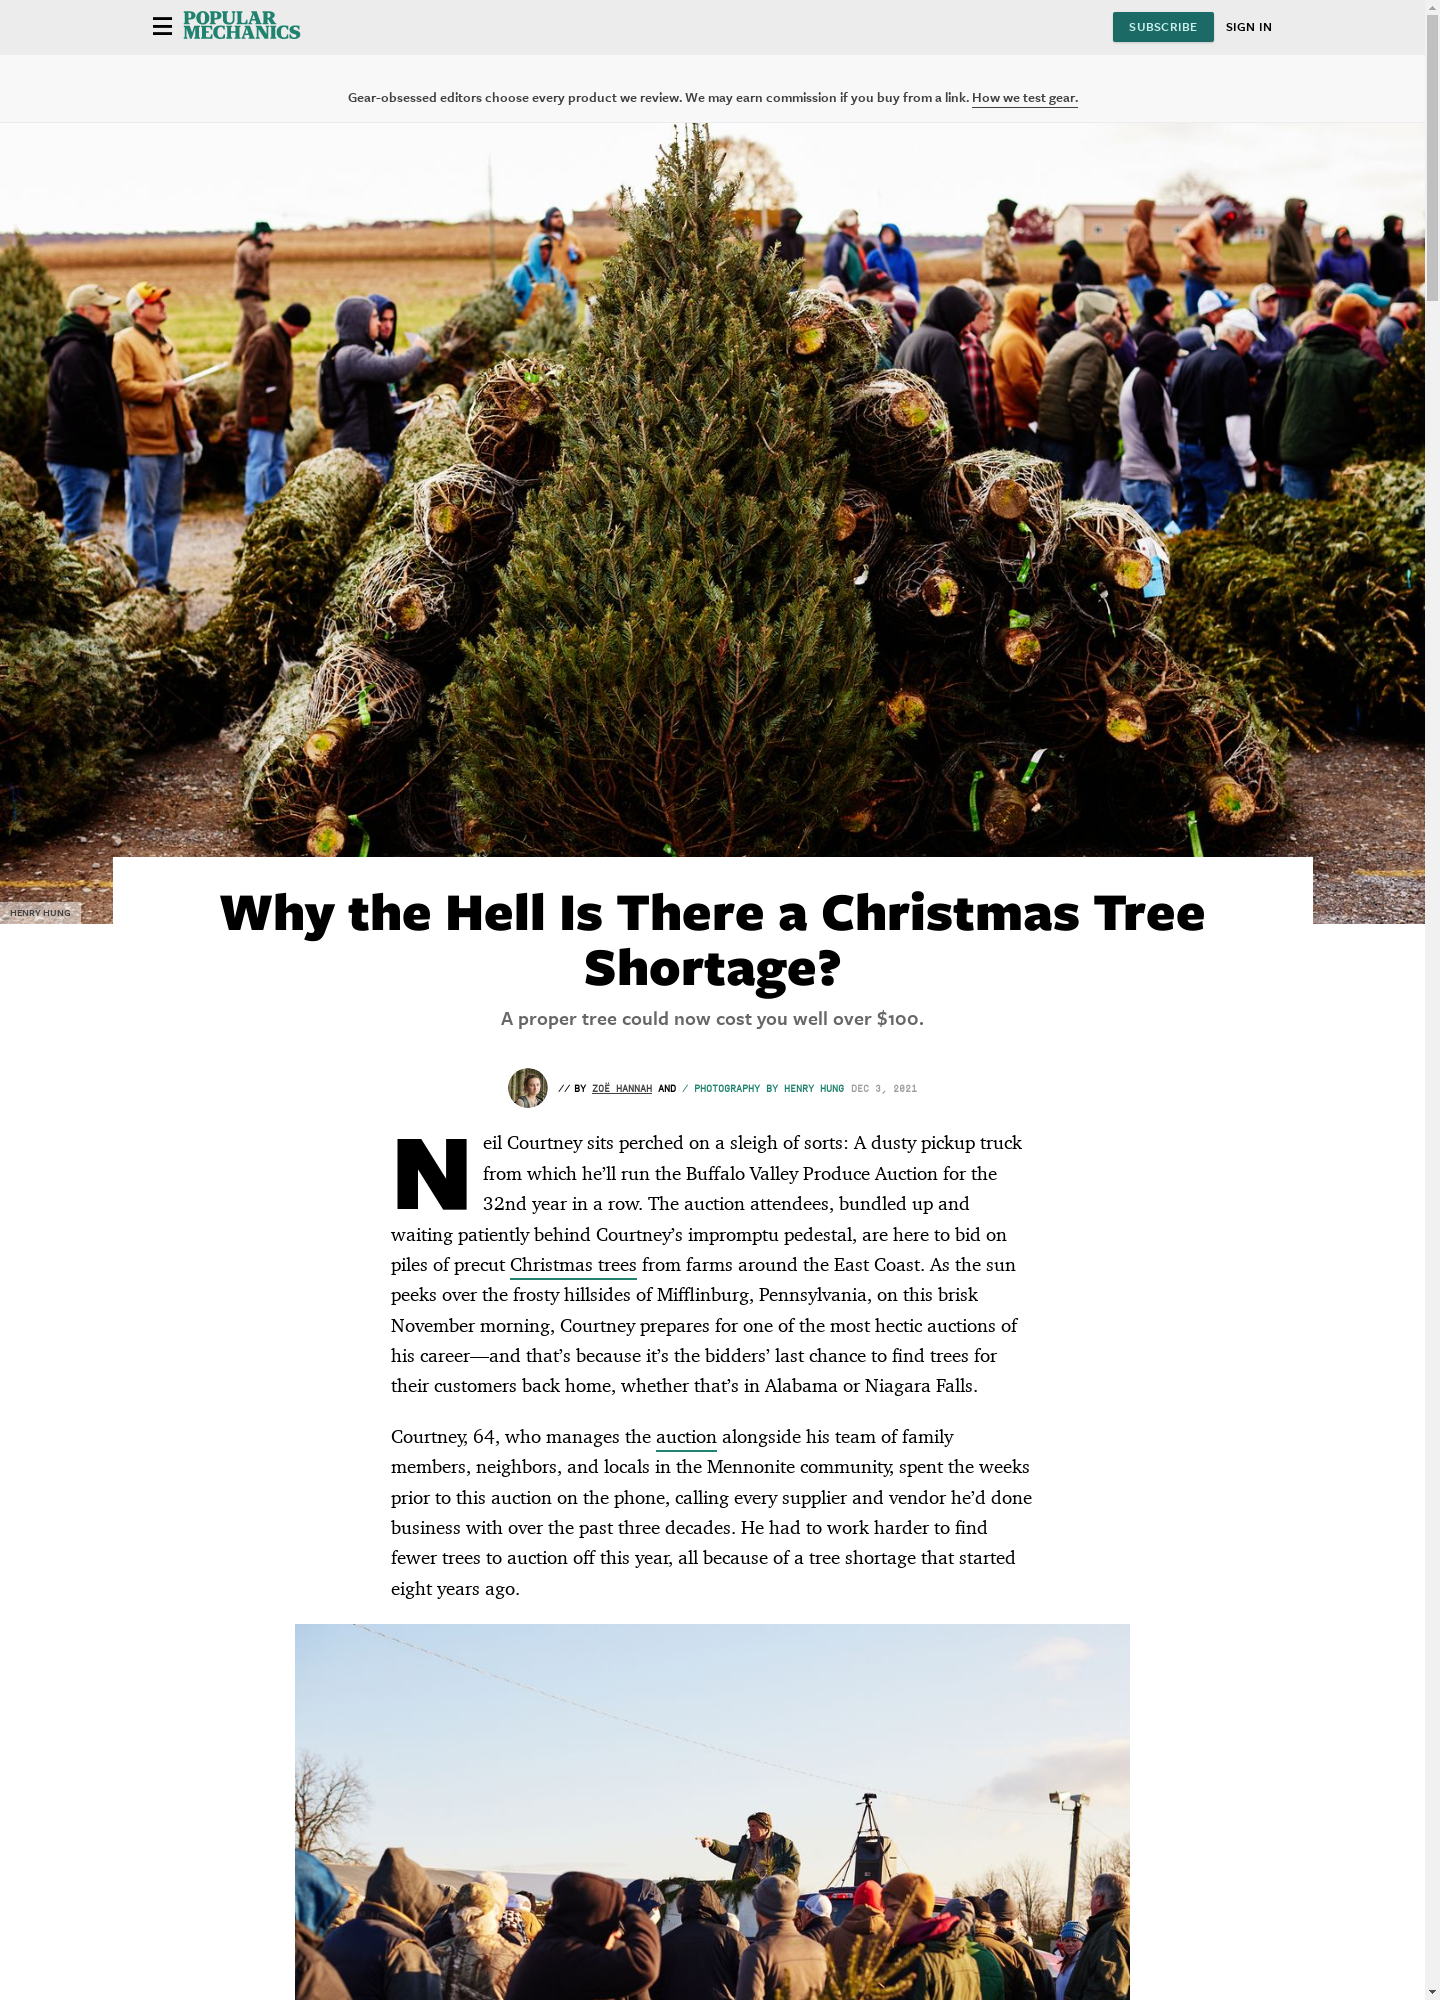 POPULAR
MECHANICS
SUBSCRIBE
SIGN IN
Gear-obsessed editors choose every product we review. We may earn commission if you buy from a link. How we test gear.
HENRY HUNG
Why the Hell Is There a Christmas Tree
Shortage?
A proper tree could now cost you well over $100.
// BY ZOË HANNAH AND / PHOTOGRAPHY BY HENRY HUNG DEC 3, 2021
Neil Courtney sits perched on a sleigh of sorts: A dusty pickup truck
from which he’ll run the Buffalo Valley Produce Auction for the
32nd year in a row. The auction attendees, bundled up and
waiting patiently behind Courtney’s impromptu pedestal, are here to bid on
piles of precut Christmas trees from farms around the East Coast. As the sun
peeks over the frosty hillsides of Mifflinburg, Pennsylvania, on this brisk
November morning, Courtney prepares for one of the most hectic auctions of
his career—and that’s because it’s the bidders’ last chance to find trees for
their customers back home, whether that’s in Alabama or Niagara Falls.
Courtney, 64, who manages the auction alongside his team of family
members, neighbors, and locals in the Mennonite community, spent the weeks
prior to this auction on the phone, calling every supplier and vendor he’d done
business with over the past three decades. He had to work harder to find
fewer trees to auction off this year, all because of a tree shortage that started
eight years ago.